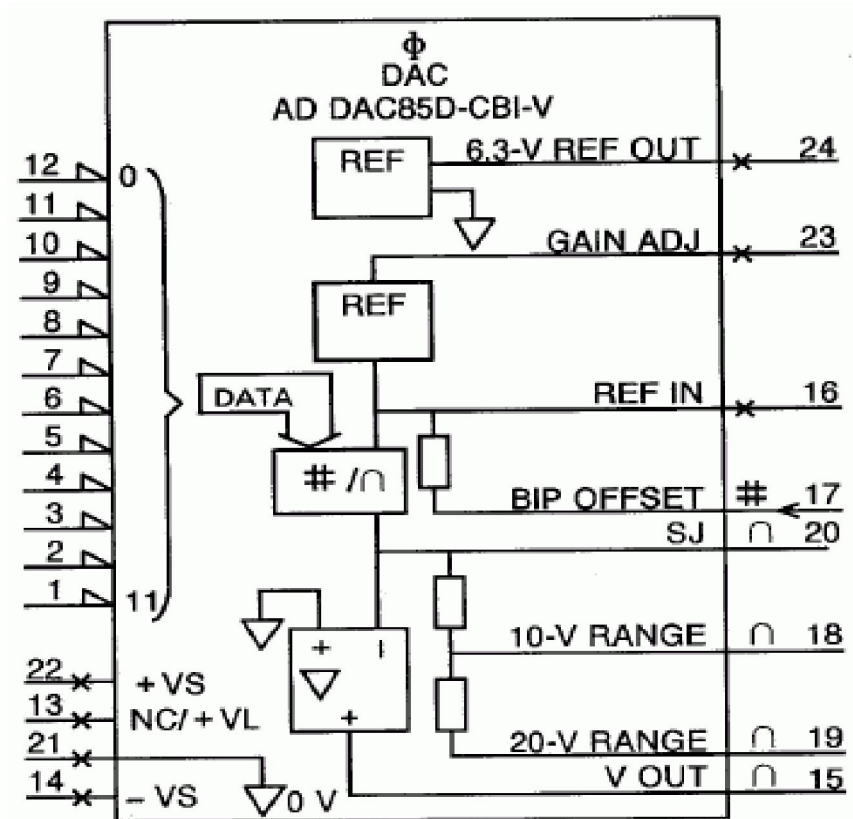 Φ
DAC
AD DAC85D-CBI-V
REF 6.3-V REF OUT 24
12 0
11
GAIN ADJ 23
10
9 REF
8
7
DATA REF IN 16
6
5
4 # /∩
BIP OFFSET # 17
3
SJ ∩ 20
2
1 11
+ − 10-V RANGE ∩ 18
22 + VS
13 NC/ + VL +
21 20-V RANGE ∩ 19
V OUT ∩ 15
14 − VS 0 V